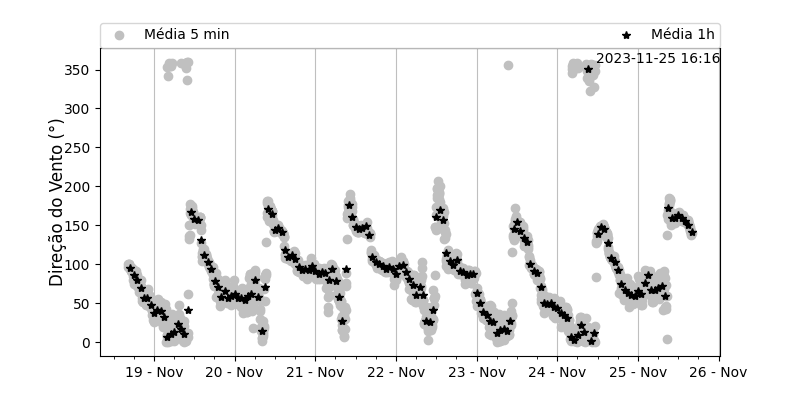 Média 5 min
Média 1h
2023-11-25 16:16
Direção do Vento (°)
350
300
250
200
150
100
50
0
19 - Nov
20 - Nov
21 - Nov
22 - Nov
23 - Nov
24 - Nov
25 - Nov
26 - Nov